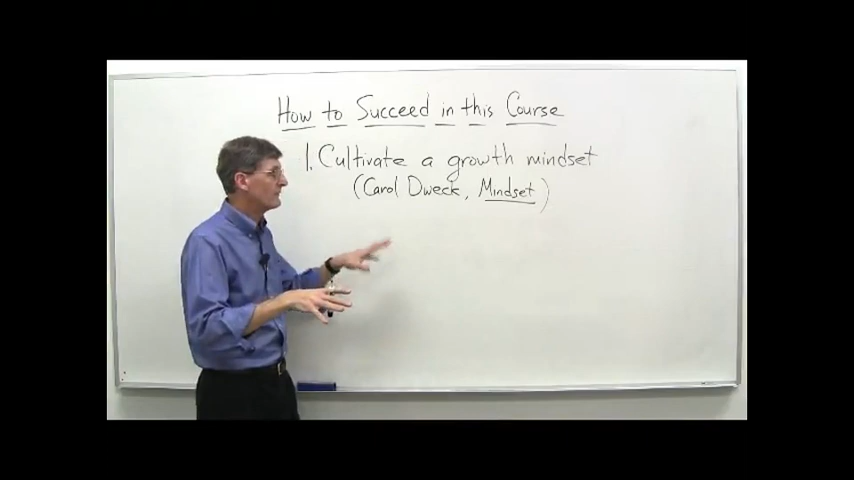 How to Succeed in this Course
1. Cultivate a growth mindset
(Carol Dweck, Mindset)